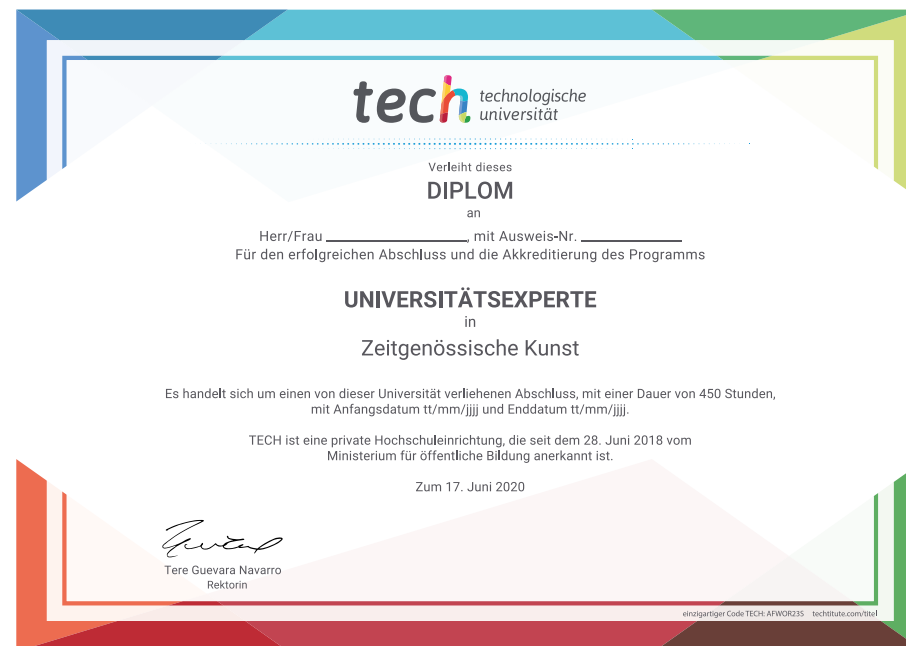 tech technologische
universität
Verleiht dieses
DIPLOM
an
Herr/Frau ____________________, mit Ausweis-Nr. ______________
Für den erfolgreichen Abschluss und die Akkreditierung des Programms
UNIVERSITÄTSEXPERTE
in
Zeitgenössische Kunst
Es handelt sich um einen von dieser Universität verliehenen Abschluss, mit einer Dauer von 450 Stunden,
mit Anfangsdatum tt/mm/jjjj und Enddatum tt/mm/jjjj.
TECH ist eine private Hochschuleinrichtung, die seit dem 28. Juni 2018 vom
Ministerium für öffentliche Bildung anerkannt ist.
Zum 17. Juni 2020
Tere Guevara Navarro
Rektorin
einzigartiger Code TECH: AFWOR23S techtitute.com/titel